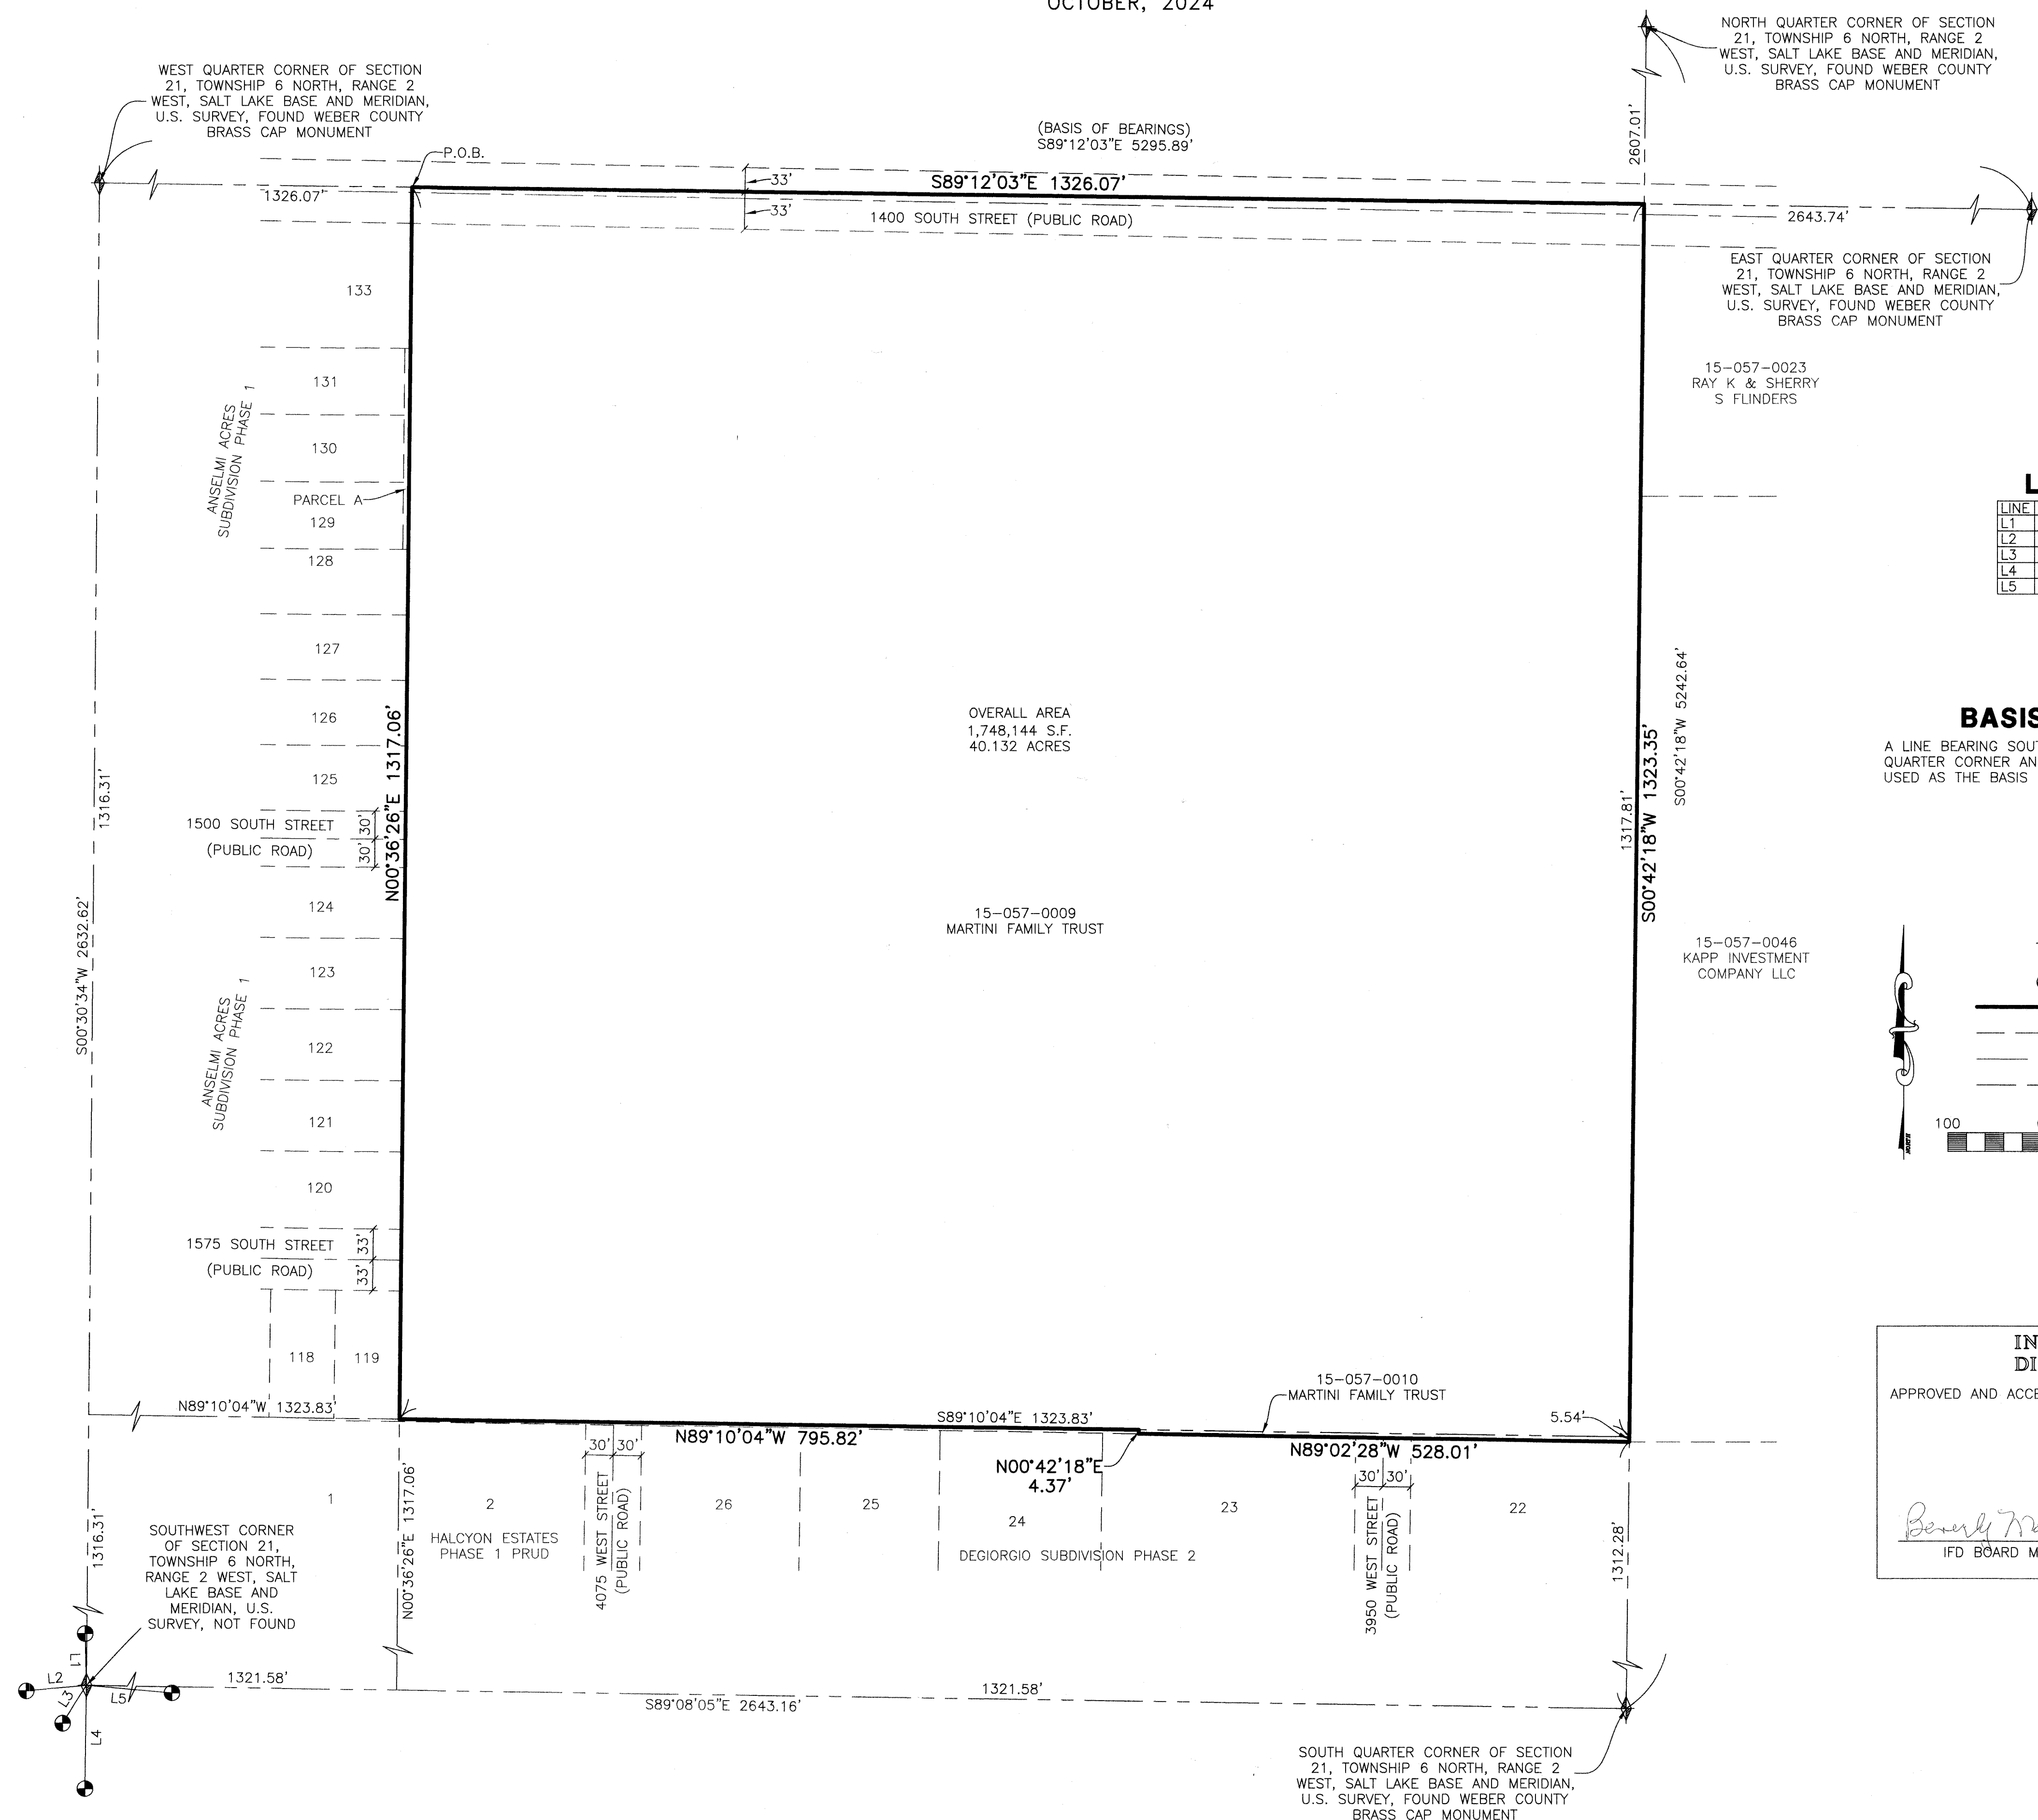 OCTOBER, 2024
NORTH QUARTER CORNER OF SECTION
21, TOWNSHIP 6 NORTH, RANGE 2
WEST, SALT LAKE BASE AND MERIDIAN,
U.S. SURVEY, FOUND WEBER COUNTY
BRASS CAP MONUMENT
WEST QUARTER CORNER OF SECTION
21, TOWNSHIP 6 NORTH, RANGE 2
WEST, SALT LAKE BASE AND MERIDIAN,
U.S. SURVEY, FOUND WEBER COUNTY
BRASS CAP MONUMENT
(BASIS OF BEARINGS)
S89°12'03"E 5295.89'
2607.01'
P.O.B.
33'
S89°12'03"E 1326.07'
1326.07'
33'
1400 SOUTH STREET (PUBLIC ROAD)
2643.74'
EAST QUARTER CORNER OF SECTION
21, TOWNSHIP 6 NORTH, RANGE 2
WEST, SALT LAKE BASE AND MERIDIAN,
U.S. SURVEY, FOUND WEBER COUNTY
BRASS CAP MONUMENT
133
131
130
PARCEL A
129
128
127
126
125
ANSELMI ACRES
SUBDIVISION PHASE 1
15-057-0023
RAY K & SHERRY
S FLINDERS
L
LINE
L1
L2
L3
L4
L5
OVERALL AREA
1,748,144 S.F.
40.132 ACRES
N00°36'26"E 1317.06'
1317.81'
S00°42'18"W 1323.35'
S00°42'18"W 5242.64'
BASIS
A LINE BEARING SOUT
QUARTER CORNER AN
USED AS THE BASIS
1316.31'
S00°30'34"W 2632.62'
1500 SOUTH STREET
(PUBLIC ROAD)
30'
30'
124
123
122
121
120
ANSELMI ACRES
SUBDIVISION PHASE 1
15-057-0009
MARTINI FAMILY TRUST
15-057-0046
KAPP INVESTMENT
COMPANY LLC
NORTH
100
1575 SOUTH STREET
(PUBLIC ROAD)
33'
33'
118
119
N89°10'04"W 1323.83'
15-057-0010
MARTINI FAMILY TRUST
S89°10'04"E 1323.83'
5.54'
N89°10'04"W 795.82'
N89°02'28"W 528.01'
N00°42'18"E
4.37'
30'
30'
30'
30'
1
2
26
25
24
23
22
HALCYON ESTATES
PHASE 1 PRUD
4075 WEST STREET
(PUBLIC ROAD)
DEGIORGIO SUBDIVISION PHASE 2
3950 WEST STREET
(PUBLIC ROAD)
1316.31'
N00°36'26"E 1317.06'
1312.28'
IN
DI
APPROVED AND ACCE
Beverly
IFD BOARD M
SOUTHWEST CORNER
OF SECTION 21,
TOWNSHIP 6 NORTH,
RANGE 2 WEST, SALT
LAKE BASE AND
MERIDIAN, U.S.
SURVEY, NOT FOUND
L1
L2
L3
L5
L4
1321.58'
S89°08'05"E 2643.16'
1321.58'
SOUTH QUARTER CORNER OF SECTION
21, TOWNSHIP 6 NORTH, RANGE 2
WEST, SALT LAKE BASE AND MERIDIAN,
U.S. SURVEY, FOUND WEBER COUNTY
BRASS CAP MONUMENT